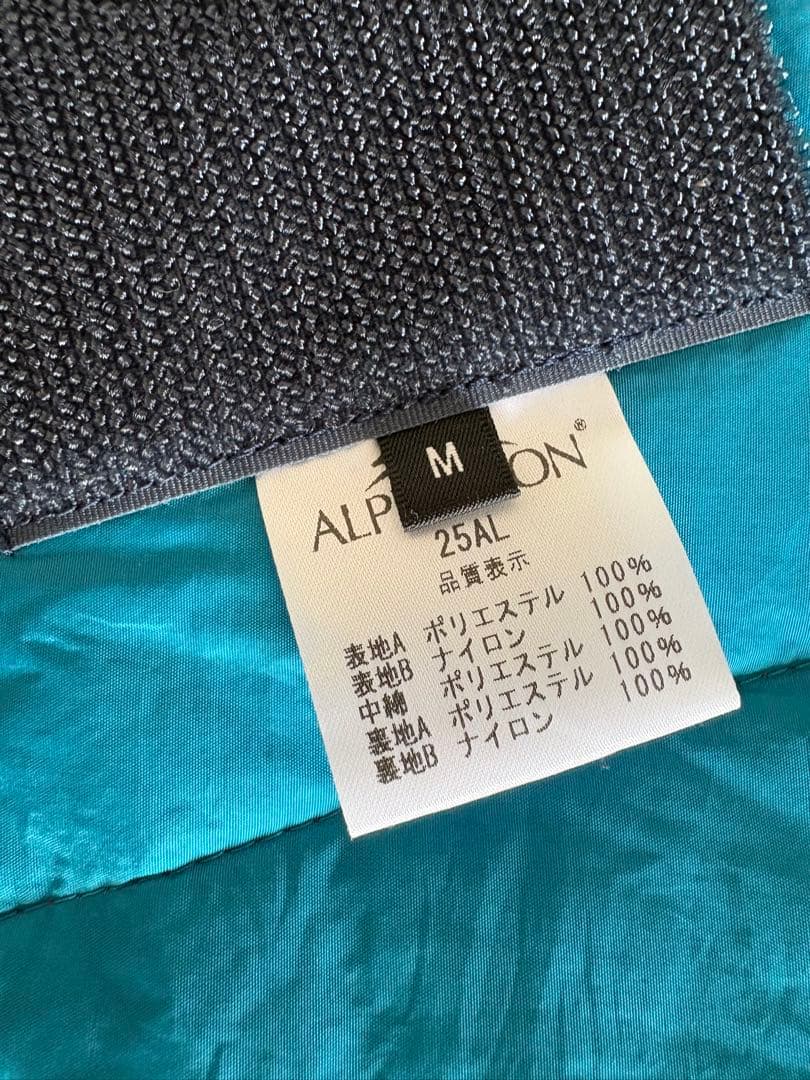 M
®
25AL
品質表示
表地A ポリエステル 100%
表地B ナイロン 100%
中綿 ポリエステル 100%
裏地A ポリエステル 100%
裏地B ナイロン 100%